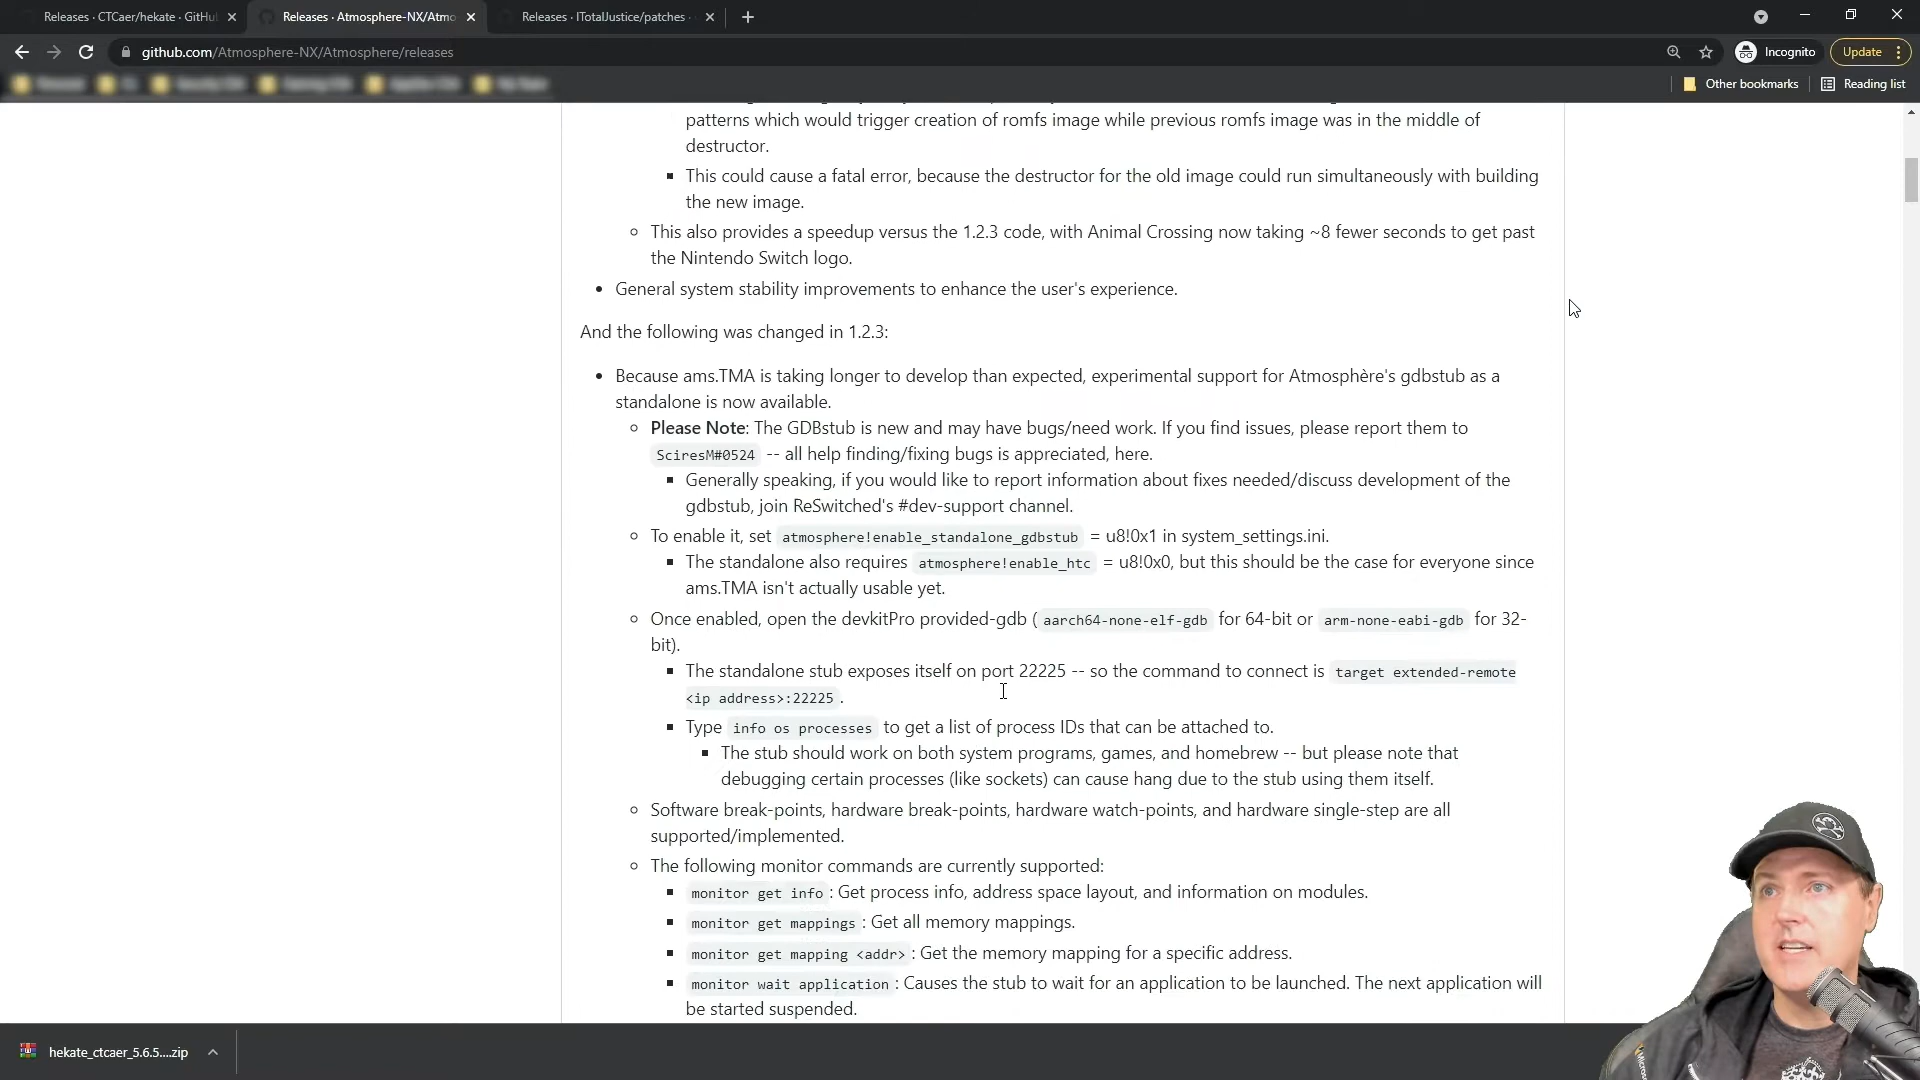 Releases · CTCaer/hekate · GitHu
Releases · Atmosphere-NX/Atmo
Releases · ITotalJustice/patches ·
github.com/Atmosphere-NX/Atmosphere/releases
Incognito
Update
Other bookmarks
Reading list
patterns which would trigger creation of romfs image while previous romfs image was in the middle of
destructor.
This could cause a fatal error, because the destructor for the old image could run simultaneously with building
the new image.
This also provides a speedup versus the 1.2.3 code, with Animal Crossing now taking ~8 fewer seconds to get past
the Nintendo Switch logo.
General system stability improvements to enhance the user's experience.
And the following was changed in 1.2.3:
Because ams.TMA is taking longer to develop than expected, experimental support for Atmosphère's gdbstub as a
standalone is now available.
Please Note: The GDBstub is new and may have bugs/need work. If you find issues, please report them to
SciresM#0524 -- all help finding/fixing bugs is appreciated, here.
Generally speaking, if you would like to report information about fixes needed/discuss development of the
gdbstub, join ReSwitched's #dev-support channel.
To enable it, set atmosphere!enable_standalone_gdbstub = u8!0x1 in system_settings.ini.
The standalone also requires atmosphere!enable_htc = u8!0x0, but this should be the case for everyone since
ams.TMA isn't actually usable yet.
Once enabled, open the devkitPro provided-gdb ( aarch64-none-elf-gdb for 64-bit or arm-none-eabi-gdb for 32-
bit).
The standalone stub exposes itself on port 22225 -- so the command to connect is target extended-remote
<ip address>:22225 .
Type info os processes to get a list of process IDs that can be attached to.
The stub should work on both system programs, games, and homebrew -- but please note that
debugging certain processes (like sockets) can cause hang due to the stub using them itself.
Software break-points, hardware break-points, hardware watch-points, and hardware single-step are all
supported/implemented.
The following monitor commands are currently supported:
monitor get info : Get process info, address space layout, and information on modules.
monitor get mappings : Get all memory mappings.
monitor get mapping <addr> : Get the memory mapping for a specific address.
monitor wait application : Causes the stub to wait for an application to be launched. The next application will
be started suspended.
hekate_ctcaer_5.6.5....zip